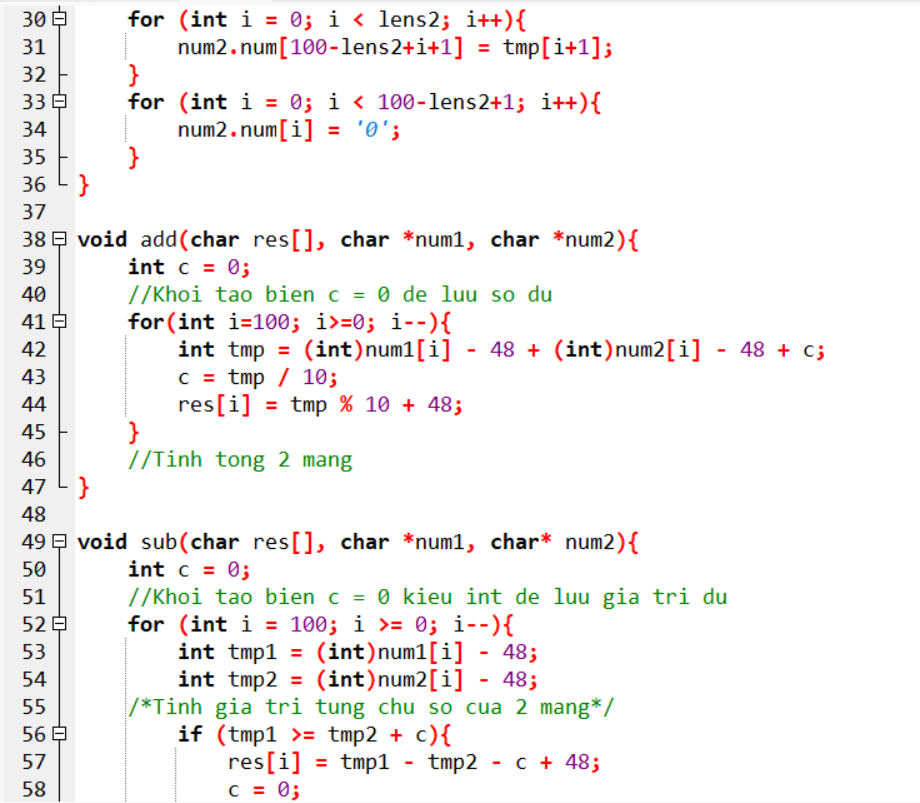 30 for (int i = 0; i < lens2; i++){
31 num2.num[100-lens2+i+1] = tmp[i+1];
32 }
33 for (int i = 0; i < 100-lens2+1; i++){
34 num2.num[i] = '0';
35 }
36 }
37
38 void add(char res[], char *num1, char *num2){
39 int c = 0;
40 //Khoi tao bien c = 0 de luu so du
41 for(int i=100; i>=0; i--){
42 int tmp = (int)num1[i] - 48 + (int)num2[i] - 48 + c;
43 c = tmp / 10;
44 res[i] = tmp % 10 + 48;
45 }
46 //Tinh tong 2 mang
47 }
48
49 void sub(char res[], char *num1, char* num2){
50 int c = 0;
51 //Khoi tao bien c = 0 kieu int de luu gia tri du
52 for (int i = 100; i >= 0; i--){
53 int tmp1 = (int)num1[i] - 48;
54 int tmp2 = (int)num2[i] - 48;
55 /*Tinh gia tri tung chu so cua 2 mang*/
56 if (tmp1 >= tmp2 + c){
57 res[i] = tmp1 - tmp2 - c + 48;
58 c = 0;